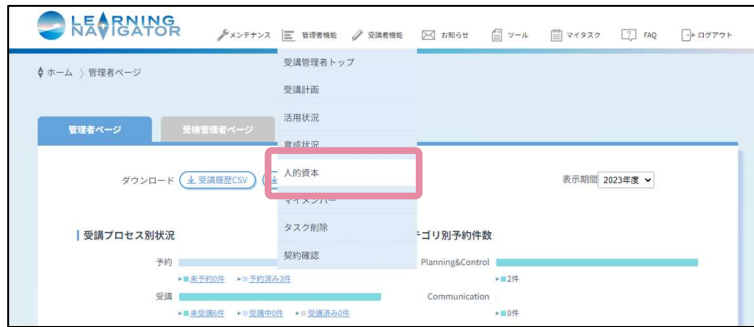 LEARNING
NAVIGATOR
メンテナンス 管理者機能 受講者機能 お知らせ ツール マイタスク FAQ ログアウト
ホーム 〉管理者ページ
受講管理者トップ
受講計画
活用状況
育成状況
人的資本
マイメンバー
タスク削除
契約確認
管理者ページ 受検管理者ページ
ダウンロード 受講履歴CSV
表示期間 2023年度
受講プロセス別状況
予約
未予約0件 予約済み3件
受講
未受講6件 受講中0件 受講済み0件
テゴリ別予約件数
Planning&Control
2件
Communication
0件